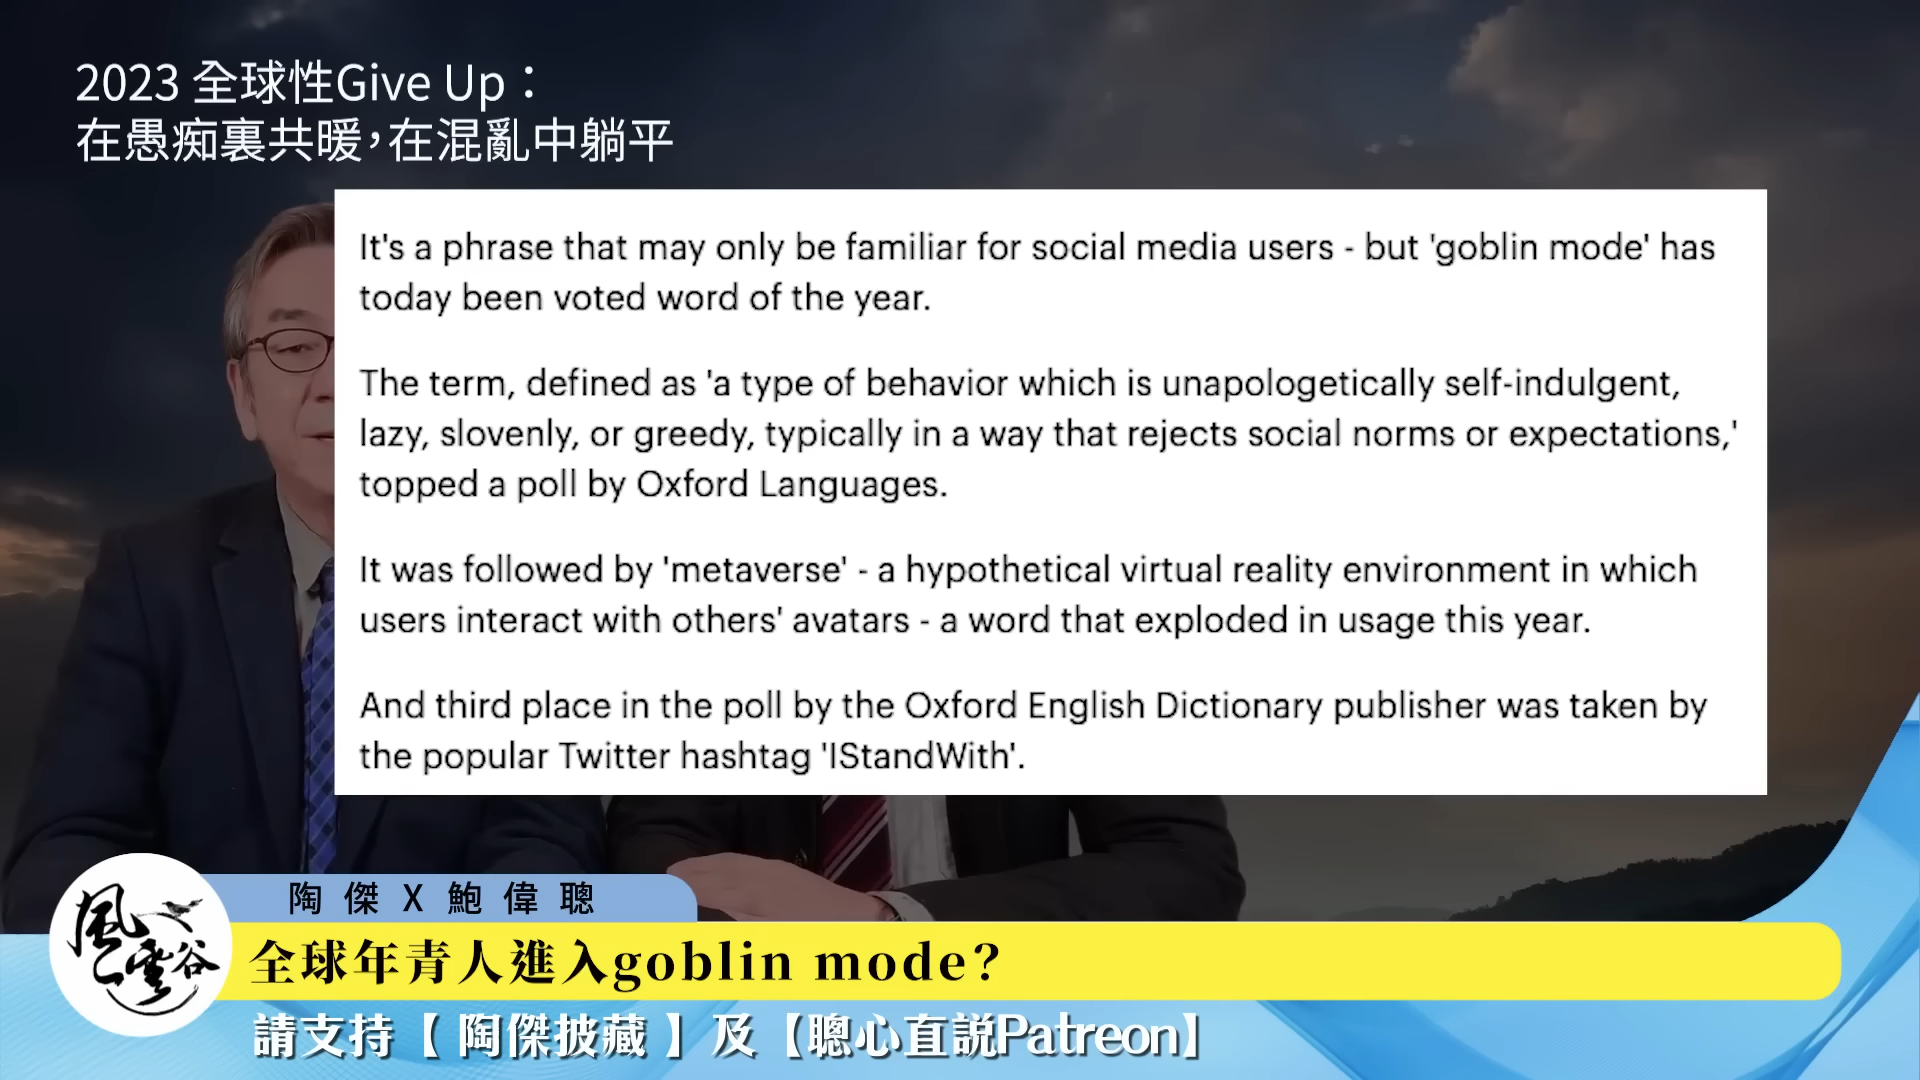 2023 全球性Give Up：
在愚痴裏共暖，在混亂中躺平
It's a phrase that may only be familiar for social media users - but 'goblin mode' has
today been voted word of the year.
The term, defined as 'a type of behavior which is unapologetically self-indulgent,
lazy, slovenly, or greedy, typically in a way that rejects social norms or expectations,'
topped a poll by Oxford Languages.
It was followed by 'metaverse' - a hypothetical virtual reality environment in which
users interact with others' avatars - a word that exploded in usage this year.
And third place in the poll by the Oxford English Dictionary publisher was taken by
the popular Twitter hashtag 'IStandWith'.
陶傑X鮑偉聰
風雲谷
全球年青人進入goblin mode?
請支持【陶傑披藏】及【聰心直説Patreon】